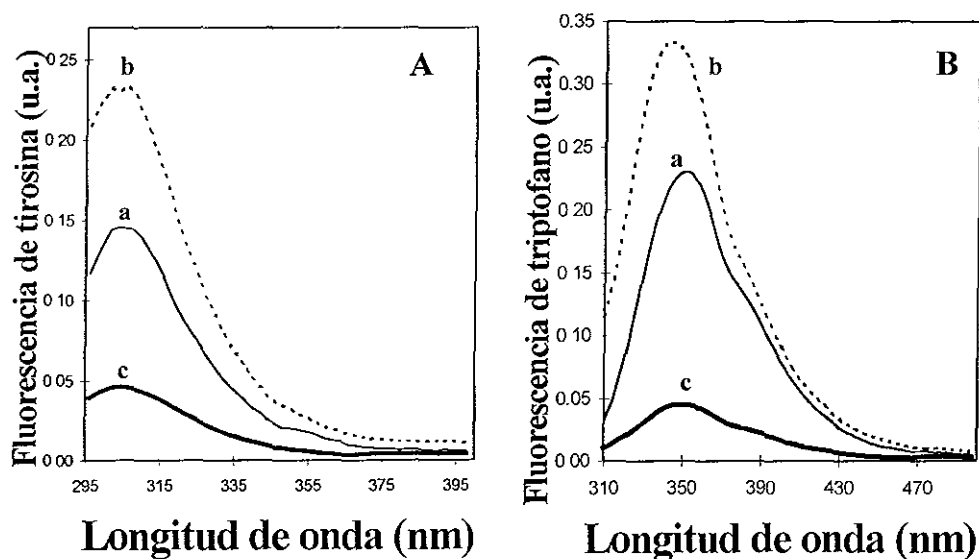 Fluorescencia de tirosina (u.a.)
0.25
0 20
0.15
0 10
0.05
0.00
A
b
a
c
295 315 335 355 375 395
Longitud de onda (nm)
Fluorescencia de triptofano (u.a.)
0.35
0.30
0.25
0.20
0.15
0 10
0.05
0 00
B
b
a
c
310 350 390 430 470
Longitud de onda (nm)